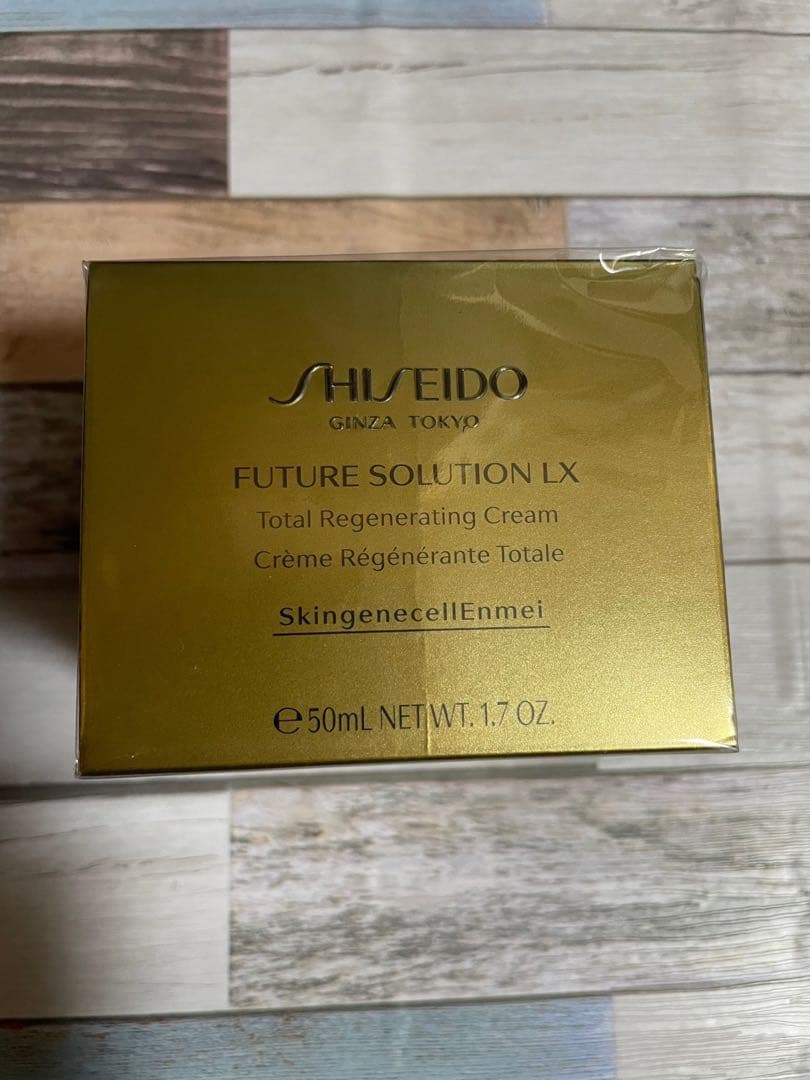 SHISEIDO
GINZA TOKYO
FUTURE SOLUTION LX
Total Regenerating Cream
Crème Régénérante Totale
SkingenecellEnmei
℮50mL NET WT. 1.7 OZ.